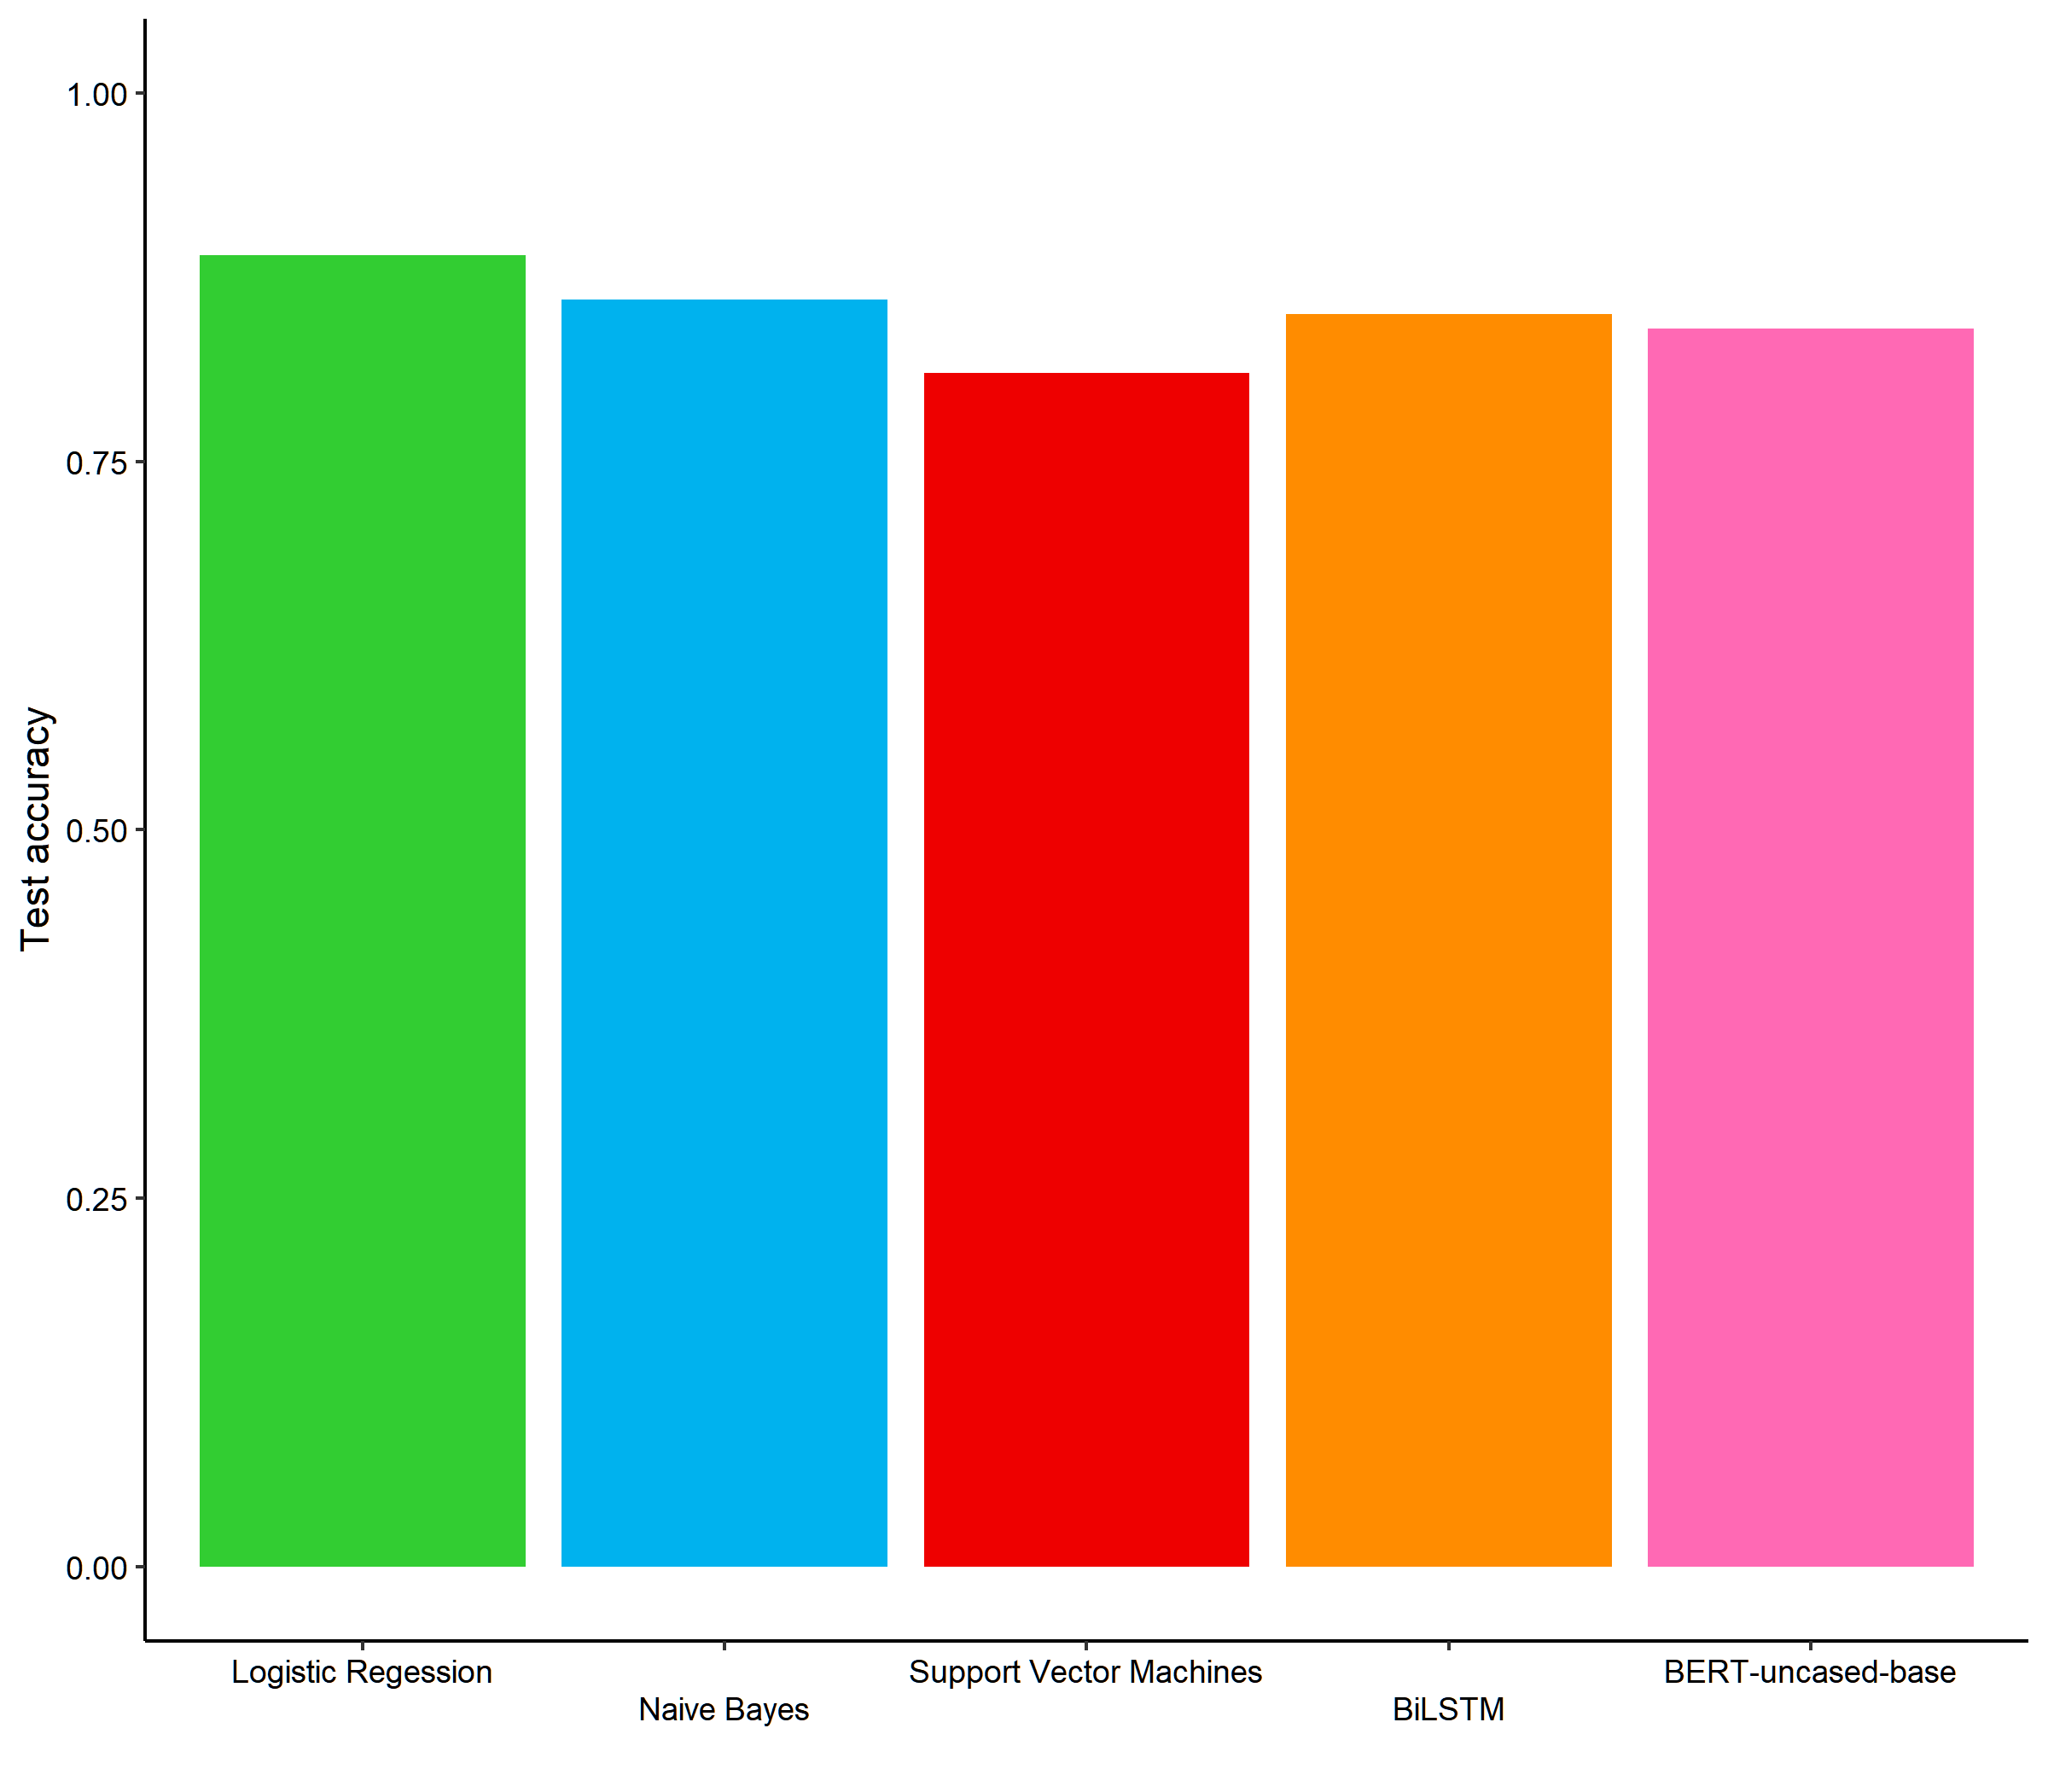 1.00
0.75
0.50
0.25
0.00
Test accuracy
Logistic Regression
Naive Bayes
Support Vector Machines
BiLSTM
BERT-uncased-base